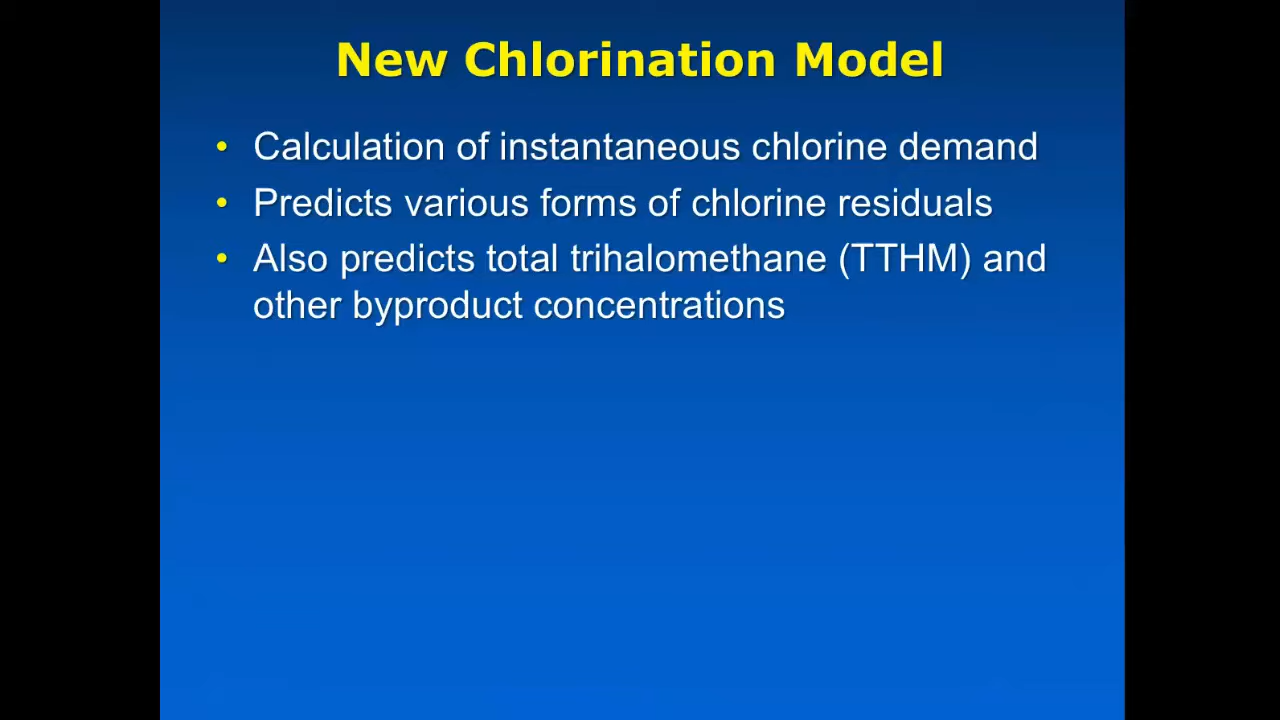 New Chlorination Model
• Calculation of instantaneous chlorine demand
• Predicts various forms of chlorine residuals
• Also predicts total trihalomethane (TTHM) and
other byproduct concentrations